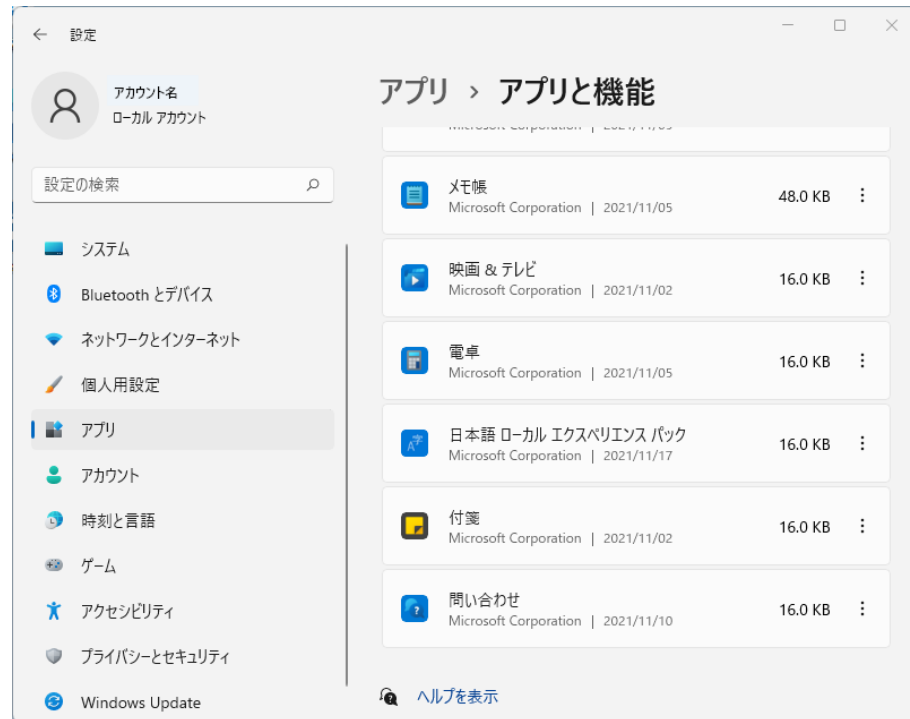 設定
アカウント名
ローカル アカウント
設定の検索
システム
Bluetooth とデバイス
ネットワークとインターネット
個人用設定
アプリ
アカウント
時刻と言語
ゲーム
アクセシビリティ
プライバシーとセキュリティ
Windows Update
アプリ › アプリと機能
Microsoft Corporation | 2021/11/05
メモ帳
Microsoft Corporation | 2021/11/05
48.0 KB
映画 & テレビ
Microsoft Corporation | 2021/11/02
16.0 KB
電卓
Microsoft Corporation | 2021/11/05
16.0 KB
日本語 ローカル エクスペリエンス パック
Microsoft Corporation | 2021/11/17
16.0 KB
付箋
Microsoft Corporation | 2021/11/02
16.0 KB
問い合わせ
Microsoft Corporation | 2021/11/10
16.0 KB
ヘルプを表示